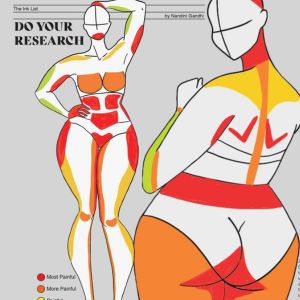 The Ink List
by Nandini Gandhi
DO YOUR
RESEARCH
Most Painful
More Painful